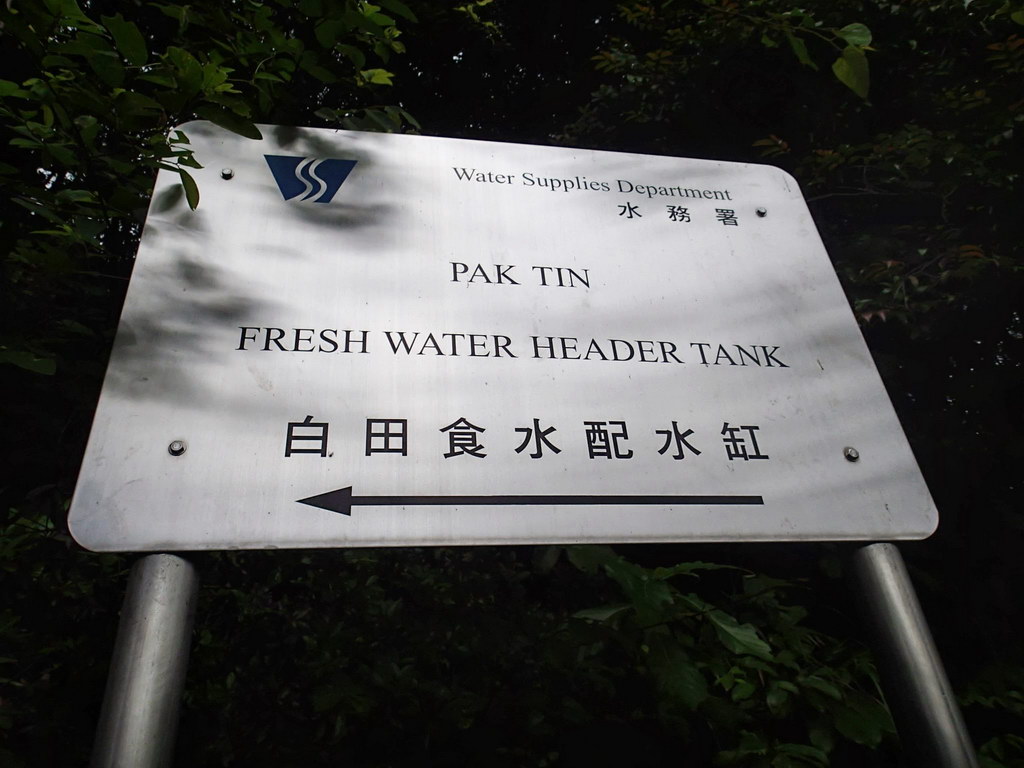 Water Supplies Department
水務署
PAK TIN
FRESH WATER HEADER TANK
白田食水配水缸